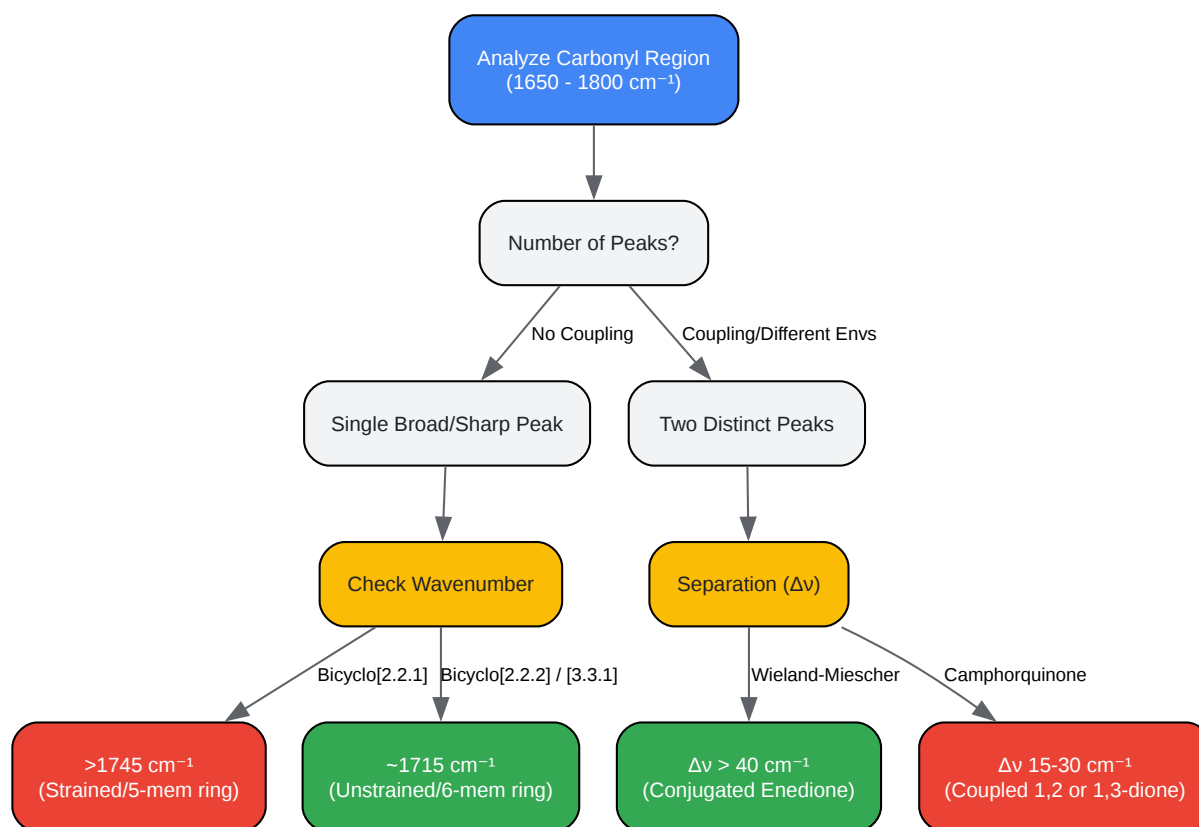 Analyze Carbonyl Region
(1650 - 1800 cm⁻¹)
Number of Peaks?
No Coupling
Coupling/Different Envs
Single Broad/Sharp Peak
Two Distinct Peaks
Check Wavenumber
Separation (Δν)
Bicyclo[2.2.1]
Bicyclo[2.2.2] / [3.3.1]
Wieland-Miescher
Camphorquinone
>1745 cm⁻¹
(Strained/5-mem ring)
~1715 cm⁻¹
(Unstrained/6-mem ring)
Δν > 40 cm⁻¹
(Conjugated Enedione)
Δν 15-30 cm⁻¹
(Coupled 1,2 or 1,3-dione)